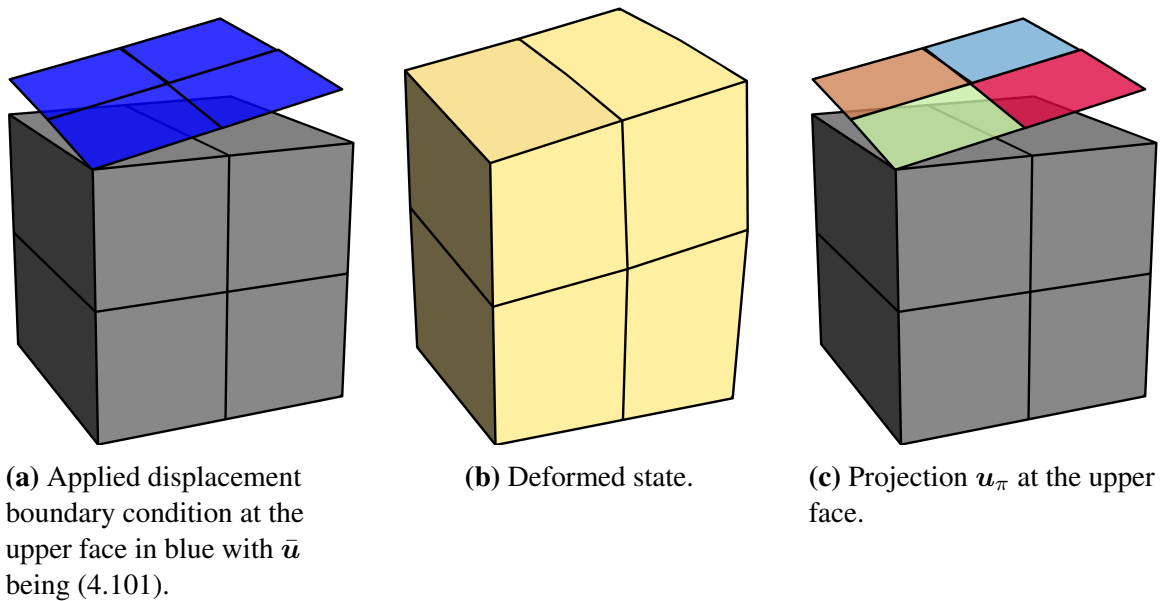 (a) Applied displacement
boundary condition at the
upper face in blue with ū
being (4.101).
(b) Deformed state.
(c) Projection uπ at the upper
face.